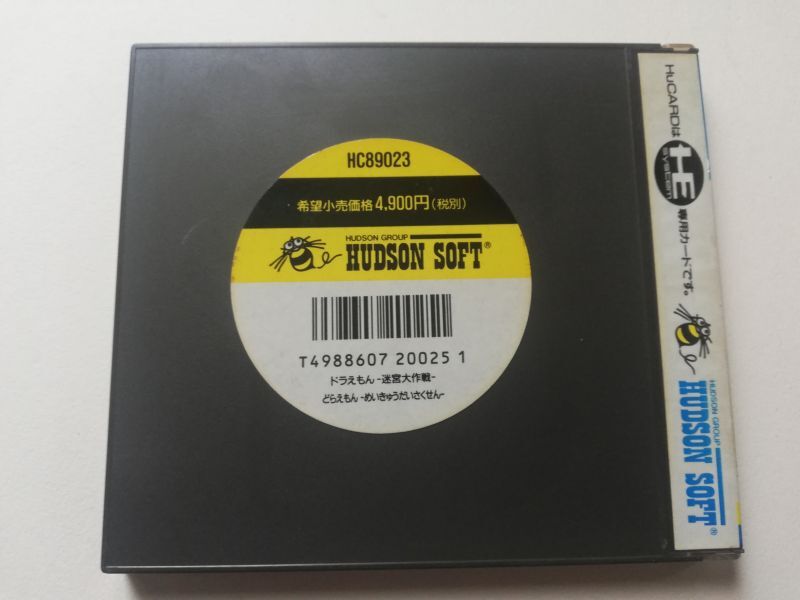 HC89023
希望小売価格4,900円(税別)
HUDSON GROUP
HUDSON SOFT®
T4988607 20025 1
ドラえもん-迷宮大作戦-
どらえもん-めいきゅうだいさくせん-
HuCARDは
HE
system
専用カードです。
HUDSON GROUP
HUDSON SOFT®